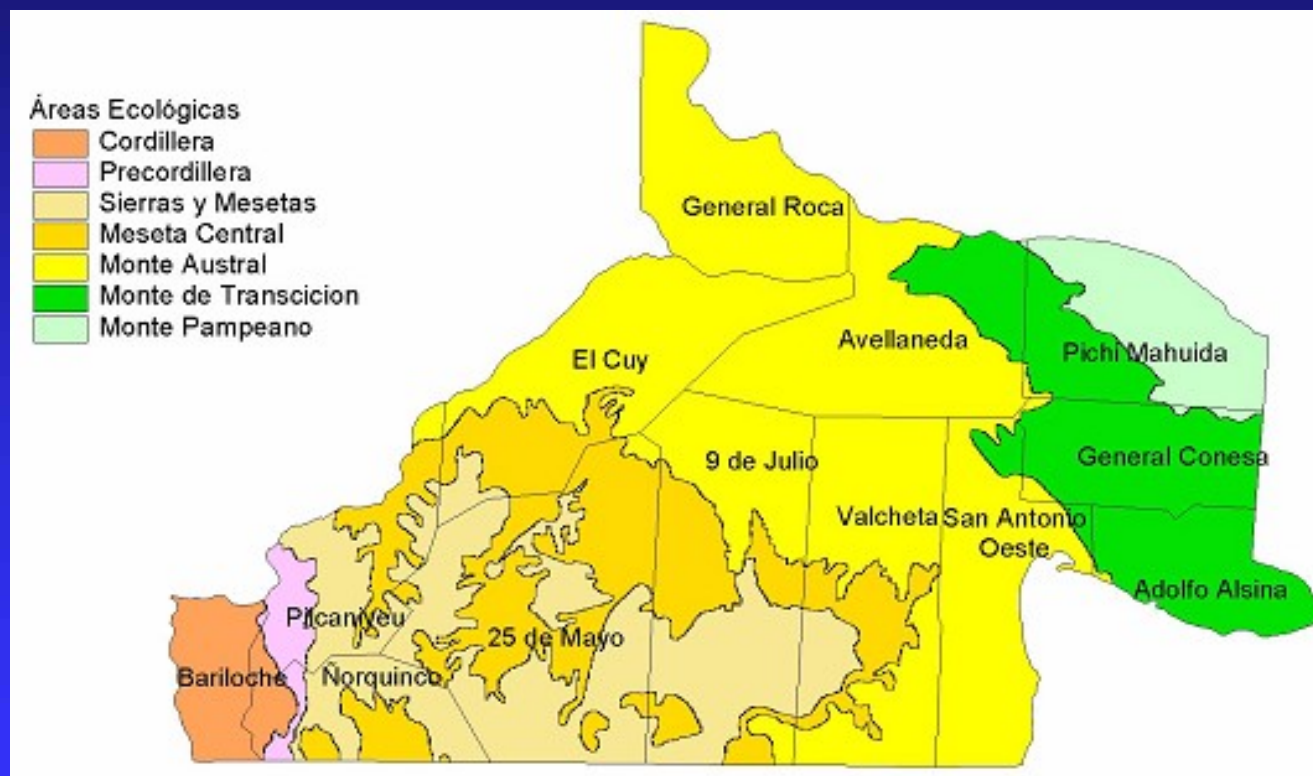 Áreas Ecológicas
Cordillera
Precordillera
Sierras y Mesetas
Meseta Central
Monte Austral
Monte de Transcicion
Monte Pampeano
General Roca
Avellaneda
El Cuy
Pichi Mahuida
9 de Julio
General Conesa
Valcheta
San Antonio
Oeste
Adolfo Alsina
Pilcaniyeu
25 de Mayo
Bariloche
Ñorquinco